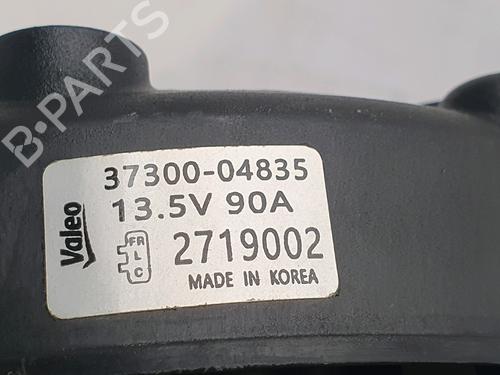 B-PARTS
Valeo
37300-04835
13.5V 90A
FR
L
C
2719002
MADE IN KOREA